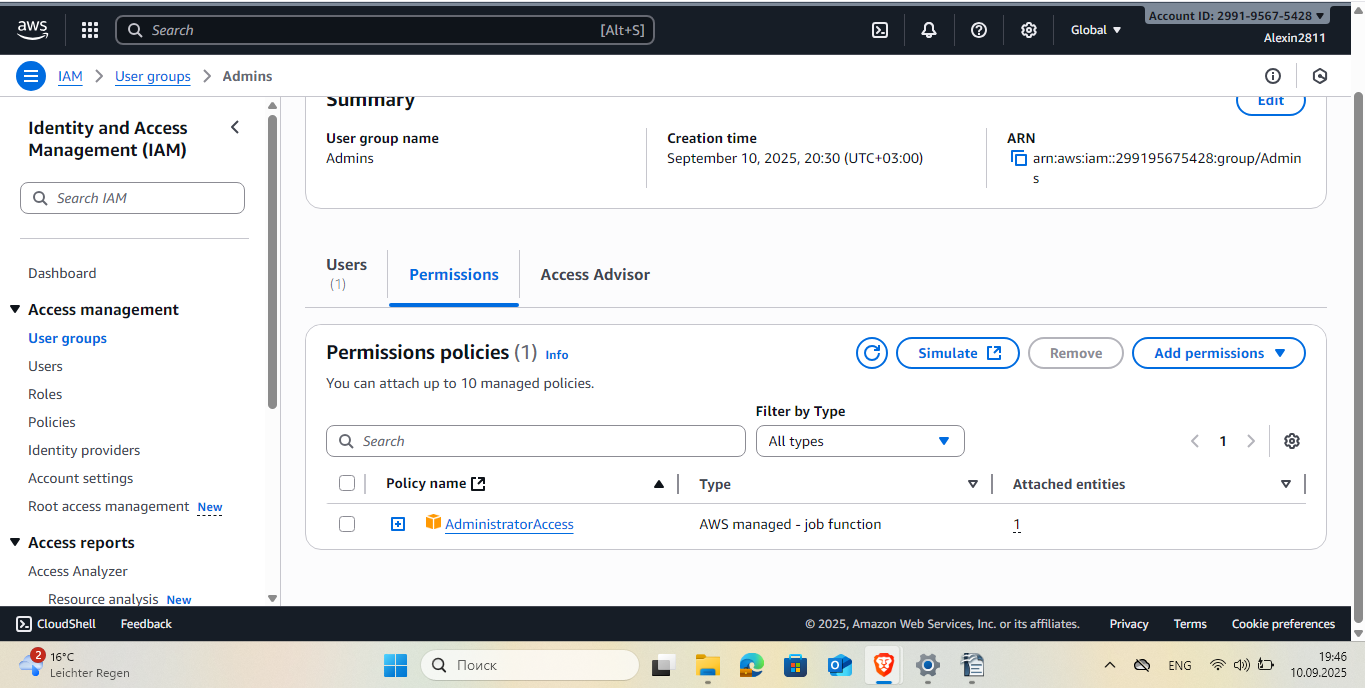 aws
Search [Alt+S]
Global
Account ID: 2991-9567-5428
Alexin2811
IAM
User groups
Admins
Identity and Access
Management (IAM)
Search IAM
Dashboard
Access management
User groups
Users
Roles
Policies
Identity providers
Account settings
Root access management New
Access reports
Access Analyzer
Resource analysis New
Summary
Edit
User group name
Admins
Creation time
September 10, 2025, 20:30 (UTC+03:00)
ARN
arn:aws:iam::299195675428:group/Admin
s
Users
(1)
Permissions
Access Advisor
Permissions policies (1) Info
Simulate
Remove
Add permissions
You can attach up to 10 managed policies.
Filter by Type
Search
All types
1
Policy name
Type
Attached entities
AdministratorAccess
AWS managed - job function
1
CloudShell
Feedback
© 2025, Amazon Web Services, Inc. or its affiliates.
Privacy
Terms
Cookie preferences
2
16°C
Leichter Regen
Поиск
ENG
19:46
10.09.2025